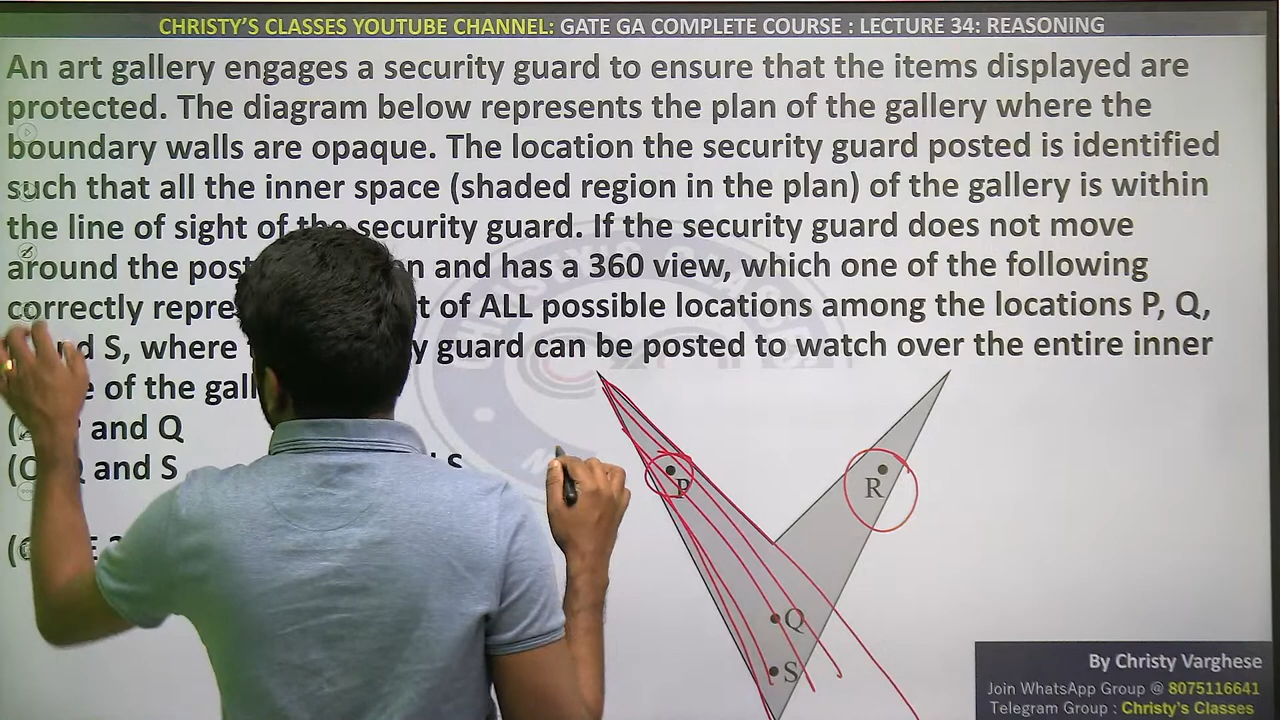 CHRISTY'S CLASSES YOUTUBE CHANNEL: GATE GA COMPLETE COURSE : LECTURE 34: REASONING
An art gallery engages a security guard to ensure that the items displayed are
protected. The diagram below represents the plan of the gallery where the
boundary walls are opaque. The location the security guard posted is identified
such that all the inner space (shaded region in the plan) of the gallery is within
the line of sight of the security guard. If the security guard does not move
around the and has a 360 view, which one of the following
correctly of ALL possible locations among the locations P, Q,
S, where guard can be posted to watch over the entire inner
of the
and Q
Q and S S
P
R
Q
S
By Christy Varghese
Join WhatsApp Group @ 8075116641
Telegram Group : Christy's Classes